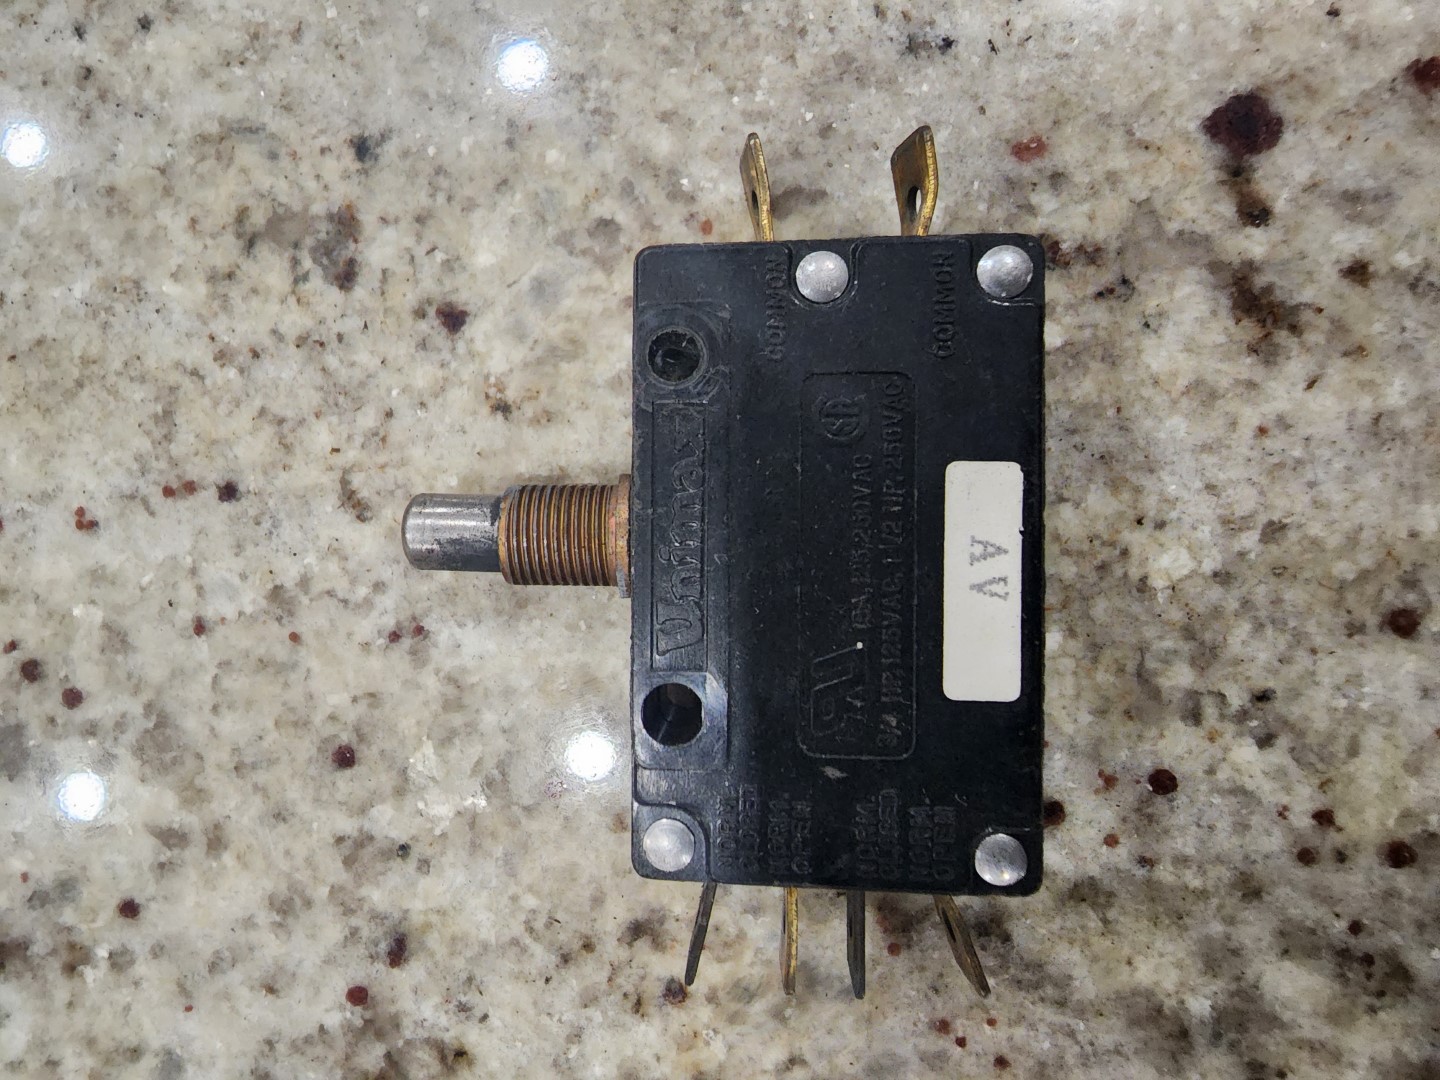 Unimax
NORM.
CLOSED
NORM.
OPEN
COMMON
15A, 125, 250VAC
3/4 HP, 125VAC, 1 1/2 HP, 250VAC
NORM.
CLOSED
NORM.
OPEN
COMMON
AV